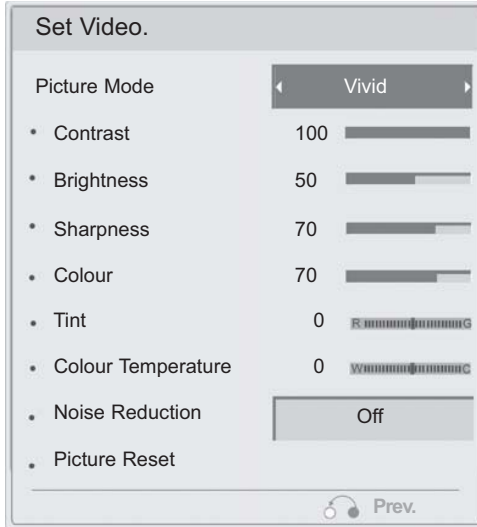 Set Video.
Picture Mode Vivid
• Contrast 100
• Brightness 50
• Sharpness 70
• Colour 70
• Tint 0 R G
• Colour Temperature 0 W C
• Noise Reduction Off
• Picture Reset
Prev.